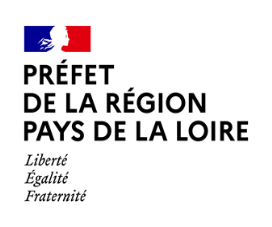 PRÉFET
DE LA RÉGION
PAYS DE LA LOIRE
Liberté
Égalité
Fraternité